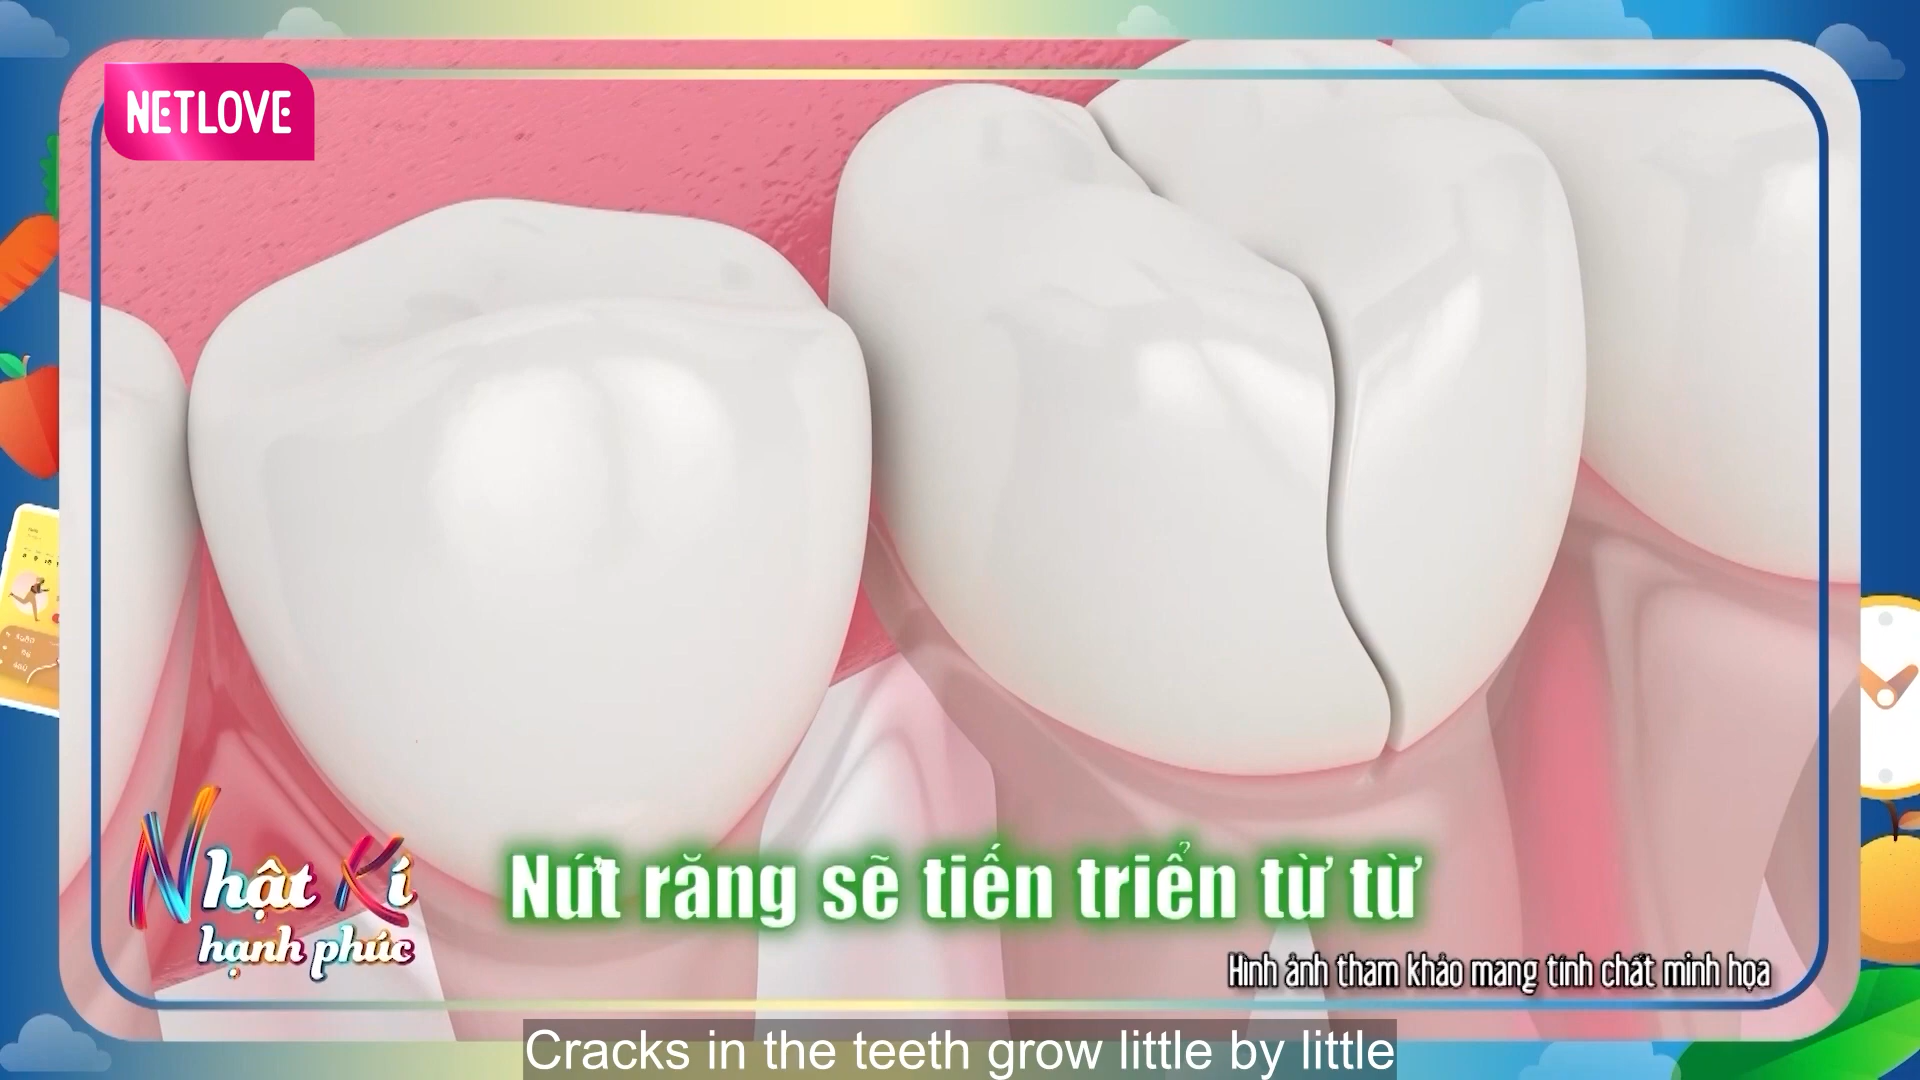 NETLOVE
Nứt răng sẽ tiến triển từ từ
Nhật Kí
hạnh phúc
Hình ảnh tham khảo mang tính chất minh họa
Cracks in the teeth grow little by little